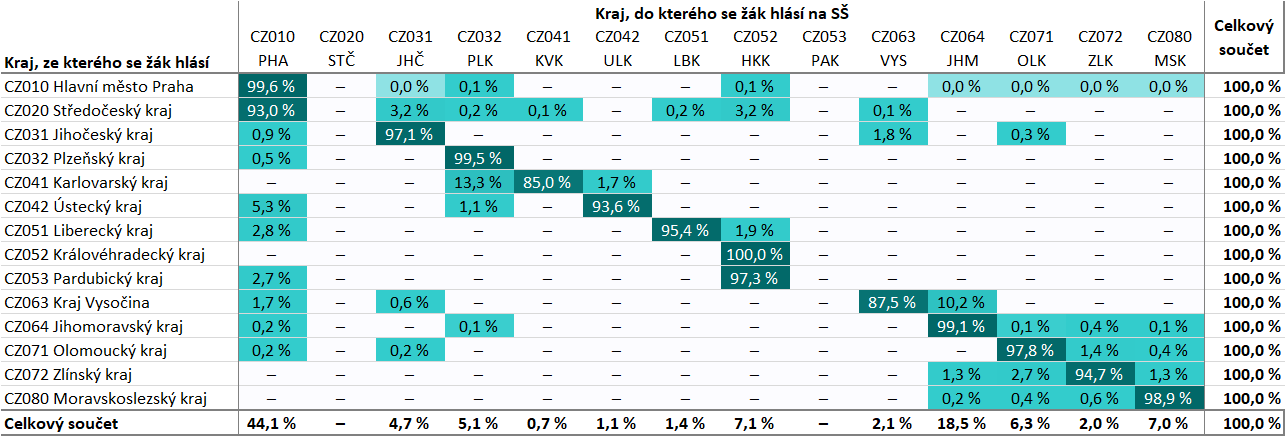 Kraj, do kterého se žák hlásí na SŠ
Kraj, ze kterého se žák hlásí CZ010 PHA CZ020 STČ CZ031 JHČ CZ032 PLK CZ041 KVK CZ042 ULK CZ051 LBK CZ052 HKK CZ053 PAK CZ063 VYS CZ064 JHM CZ071 OLK CZ072 ZLK CZ080 MSK Celkový součet
CZ010 Hlavní město Praha 99,6 % – 0,0 % 0,1 % – – – 0,1 % – – 0,0 % 0,0 % 0,0 % 0,0 % 100,0 %
CZ020 Středočeský kraj 93,0 % – 3,2 % 0,2 % 0,1 % – 0,2 % 3,2 % – 0,1 % – – – – 100,0 %
CZ031 Jihočeský kraj 0,9 % – 97,1 % – – – – – – 1,8 % – 0,3 % – – 100,0 %
CZ032 Plzeňský kraj 0,5 % – – 99,5 % – – – – – – – – – – 100,0 %
CZ041 Karlovarský kraj – – – 13,3 % 85,0 % 1,7 % – – – – – – – – 100,0 %
CZ042 Ústecký kraj 5,3 % – – 1,1 % – 93,6 % – – – – – – – – 100,0 %
CZ051 Liberecký kraj 2,8 % – – – – – 95,4 % 1,9 % – – – – – – 100,0 %
CZ052 Královéhradecký kraj – – – – – – – 100,0 % – – – – – – 100,0 %
CZ053 Pardubický kraj 2,7 % – – – – – – 97,3 % – – – – – – 100,0 %
CZ063 Kraj Vysočina 1,7 % – 0,6 % – – – – – – 87,5 % 10,2 % – – – 100,0 %
CZ064 Jihomoravský kraj 0,2 % – – 0,1 % – – – – – – 99,1 % 0,1 % 0,4 % 0,1 % 100,0 %
CZ071 Olomoucký kraj 0,2 % – 0,2 % – – – – – – – – 97,8 % 1,4 % 0,4 % 100,0 %
CZ072 Zlínský kraj – – – – – – – – – – 1,3 % 2,7 % 94,7 % 1,3 % 100,0 %
CZ080 Moravskoslezský kraj – – – – – – – – – – 0,2 % 0,4 % 0,6 % 98,9 % 100,0 %
Celkový součet 44,1 % – 4,7 % 5,1 % 0,7 % 1,1 % 1,4 % 7,1 % – 2,1 % 18,5 % 6,3 % 2,0 % 7,0 % 100,0 %